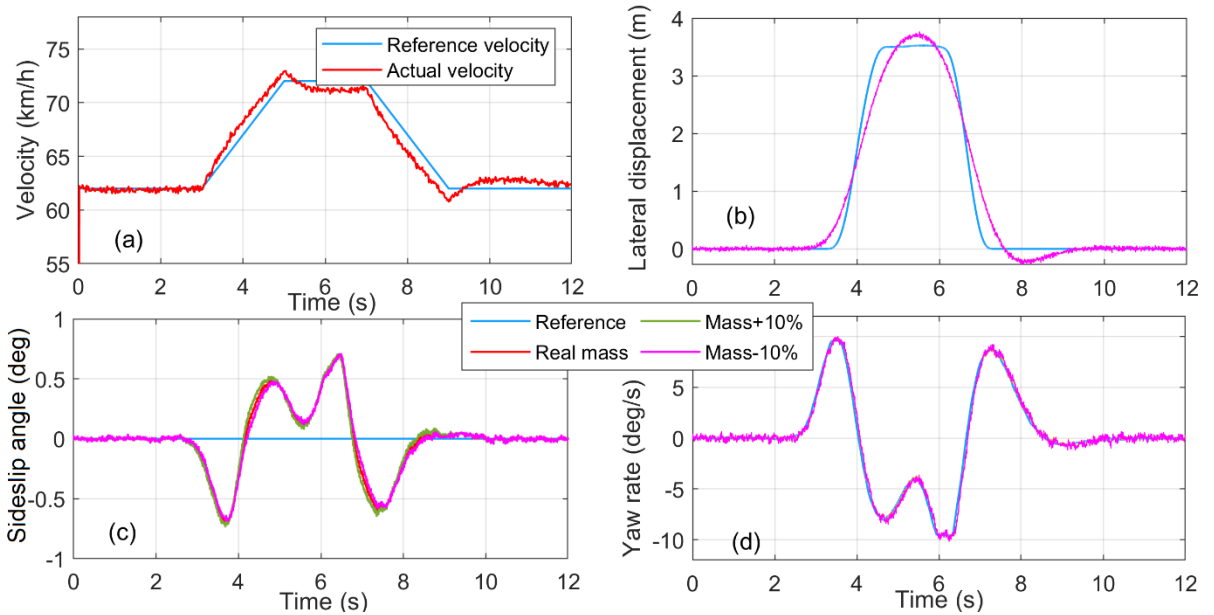 75
70
65
60
55
Velocity (km/h)
Reference velocity
Actual velocity
(a)
0 2 4 6 8 10 12
Time (s)
4
3
2
1
0
Lateral displacement (m)
(b)
0 2 4 6 8 10 12
Time (s)
Reference
Real mass
Mass+10%
Mass-10%
1
0.5
0
-0.5
-1
Sideslip angle (deg)
(c)
0 2 4 6 8 10 12
Time (s)
5
0
-5
-10
Yaw rate (deg/s)
(d)
0 2 4 6 8 10 12
Time (s)